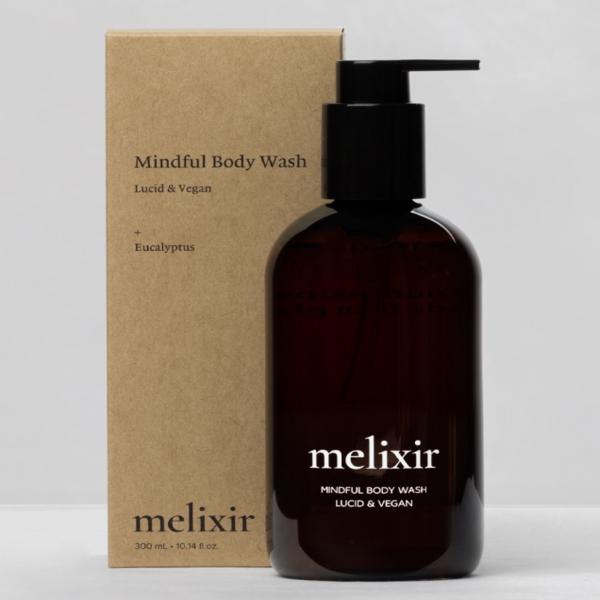 Mindful Body Wash
Lucid & Vegan
+
Eucalyptus
melixir
300 mL • 10.14 fl.oz.
melixir
MINDFUL BODY WASH
LUCID & VEGAN